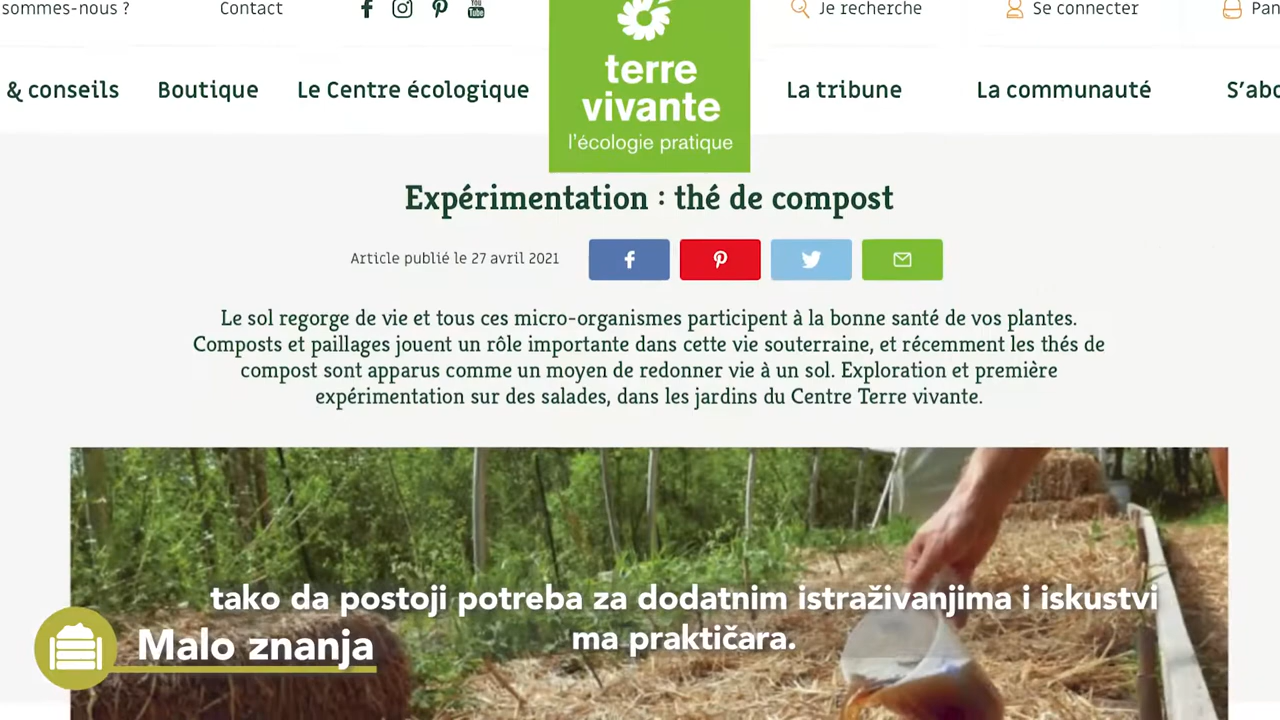 sommes-nous ?
Contact
You
Tube
Je recherche
Se connecter
Pan
& conseils
Boutique
Le Centre écologique
terre
vivante
l'écologie pratique
La tribune
La communauté
S'abo
Expérimentation : thé de compost
Article publié le 27 avril 2021
Le sol regorge de vie et tous ces micro-organismes participent à la bonne santé de vos plantes.
Composts et paillages jouent un rôle importante dans cette vie souterraine, et récemment les thés de
compost sont apparus comme un moyen de redonner vie à un sol. Exploration et première
expérimentation sur des salades, dans les jardins du Centre Terre vivante.
tako da postoji potreba za dodatnim istraživanjima i iskustvi
ma praktičara.
Malo znanja